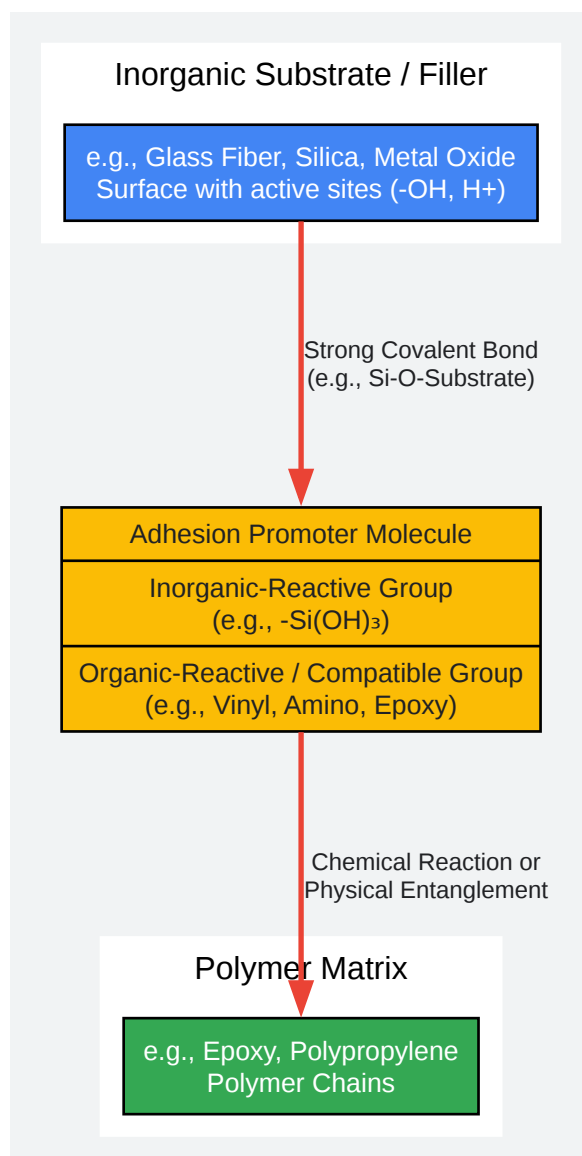 Inorganic Substrate / Filler
e.g., Glass Fiber, Silica, Metal Oxide
Surface with active sites (-OH, H+)
Strong Covalent Bond
(e.g., Si-O-Substrate)
Adhesion Promoter Molecule
Inorganic-Reactive Group
(e.g., -Si(OH)₃)
Organic-Reactive / Compatible Group
(e.g., Vinyl, Amino, Epoxy)
Chemical Reaction or
Physical Entanglement
Polymer Matrix
e.g., Epoxy, Polypropylene
Polymer Chains